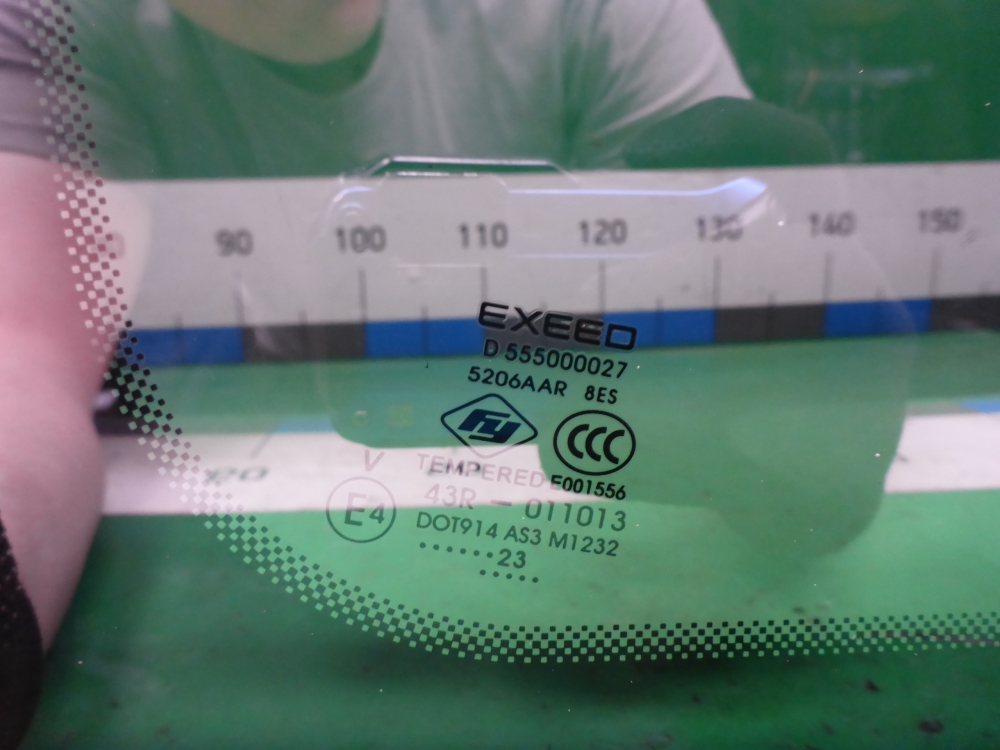 90 100 110 120 130 140 150
EXEED
D 555000027
5206AAR 8ES
CCC
V TEMPERED E001556
E4 43R - 011013
DOT914 AS3 M1232
.......23
......